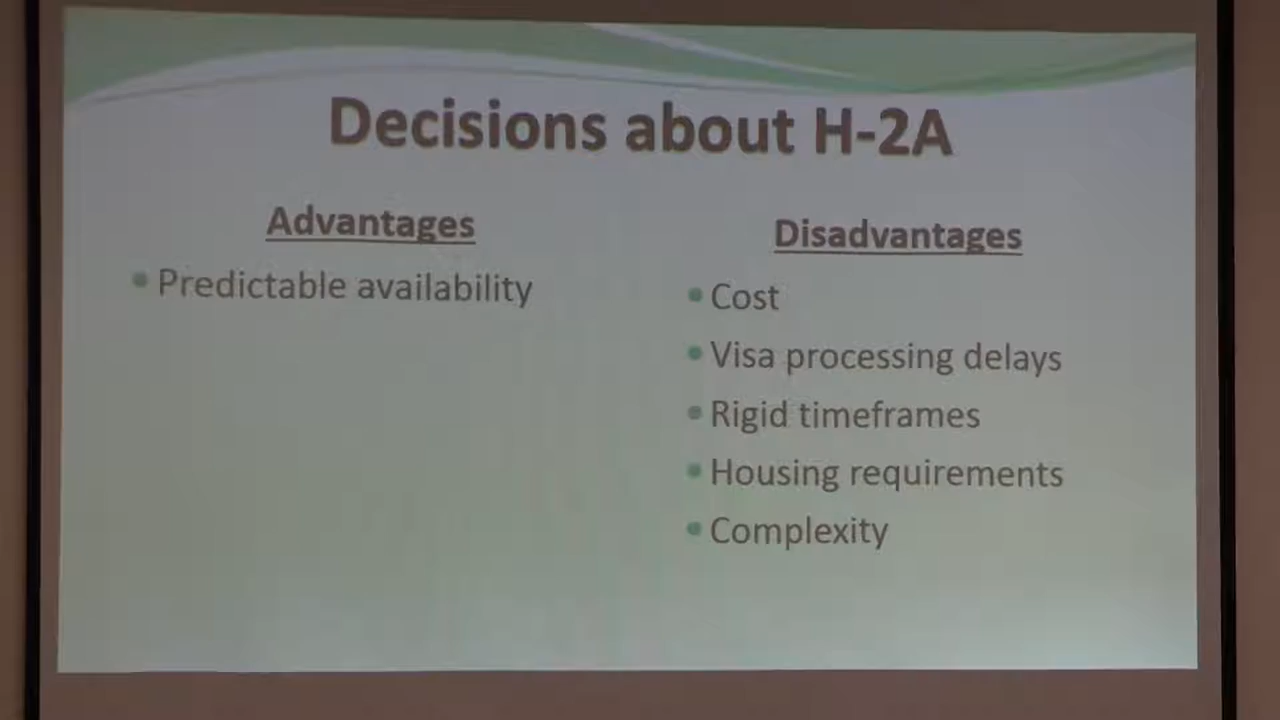 Decisions about H-2A
Advantages
• Predictable availability
Disadvantages
• Cost
• Visa processing delays
• Rigid timeframes
• Housing requirements
• Complexity